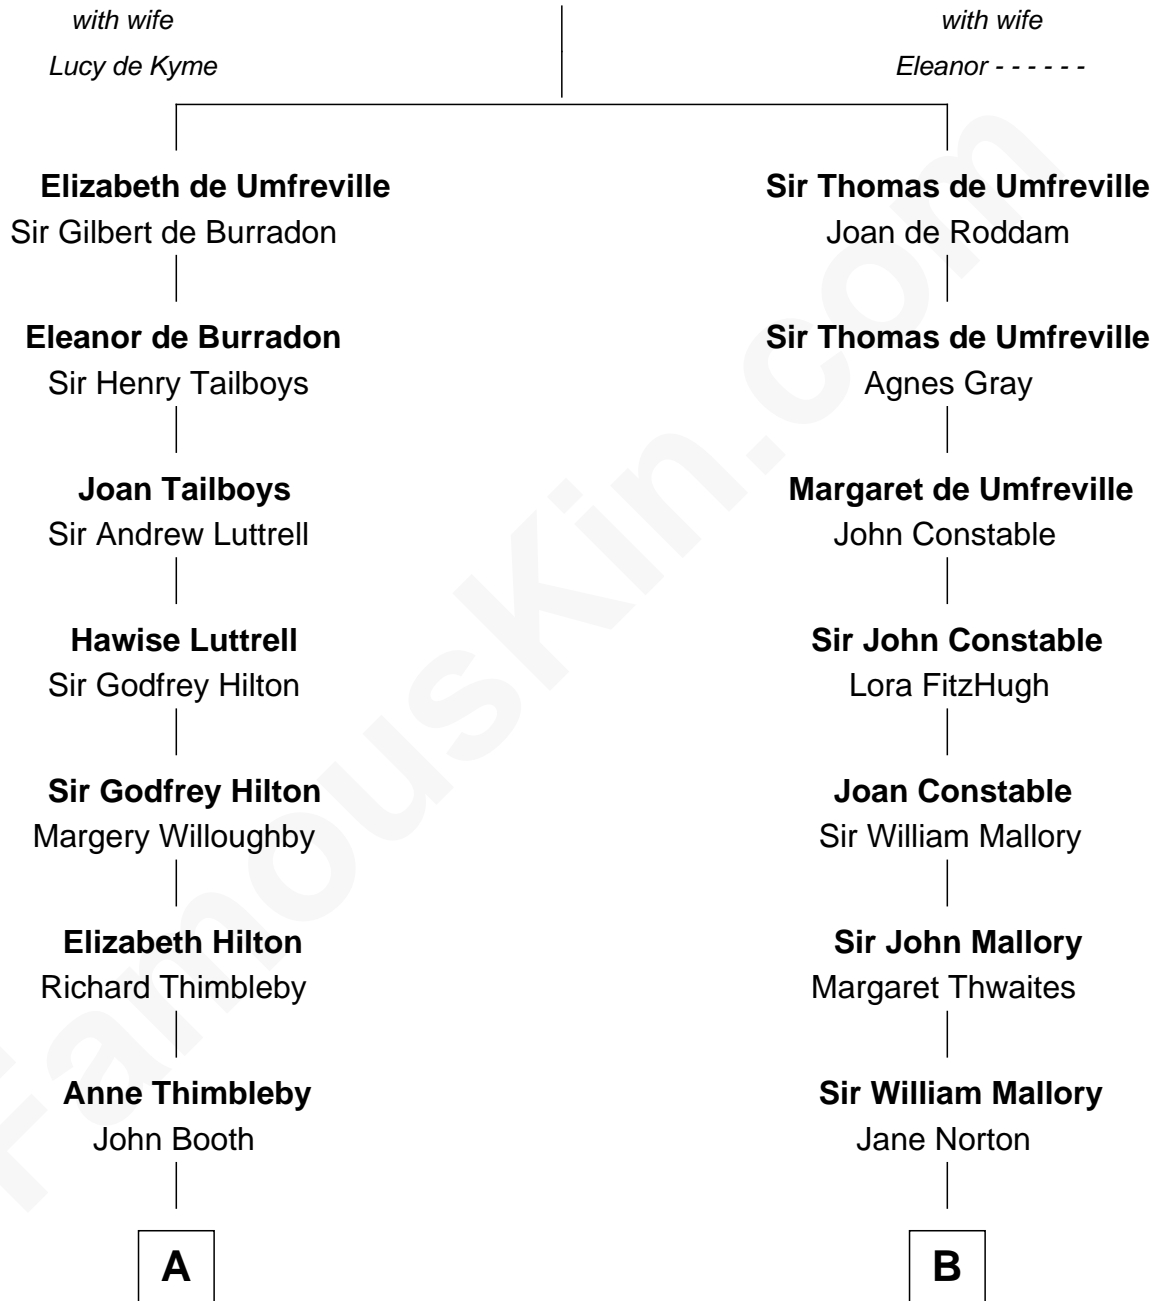 with wife
Lucy de Kyme
with wife
Eleanor - - - - - -
Elizabeth de Umfreville
Sir Gilbert de Burradon
Sir Thomas de Umfreville
Joan de Roddam
Eleanor de Burradon
Sir Henry Tailboys
Sir Thomas de Umfreville
Agnes Gray
Joan Tailboys
Sir Andrew Luttrell
Margaret de Umfreville
John Constable
Hawise Luttrell
Sir Godfrey Hilton
Sir John Constable
Lora FitzHugh
Sir Godfrey Hilton
Margery Willoughby
Joan Constable
Sir William Mallory
Elizabeth Hilton
Richard Thimbleby
Sir John Mallory
Margaret Thwaites
Anne Thimbleby
John Booth
Sir William Mallory
Jane Norton
A
B
FamousKin.com